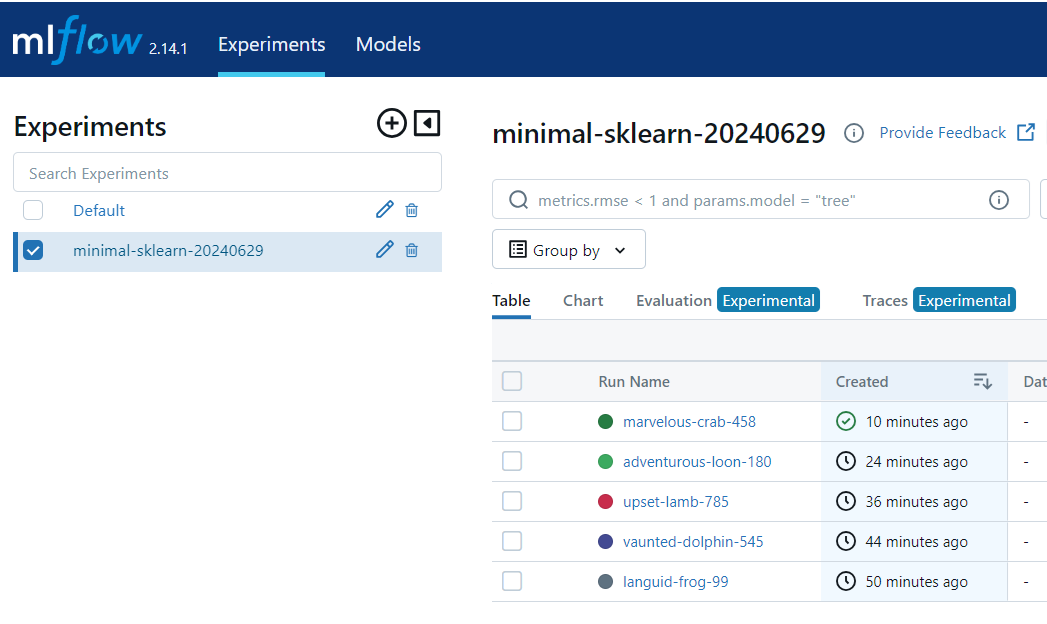 mlflow 2.14.1 Experiments Models
Experiments
Search Experiments
Default
minimal-sklearn-20240629
minimal-sklearn-20240629 Provide Feedback
metrics.rmse < 1 and params.model = "tree"
Group by
Table Chart Evaluation Experimental Traces Experimental
Run Name Created Dat
marvelous-crab-458 10 minutes ago -
adventurous-loon-180 24 minutes ago -
upset-lamb-785 36 minutes ago -
vaunted-dolphin-545 44 minutes ago -
languid-frog-99 50 minutes ago -